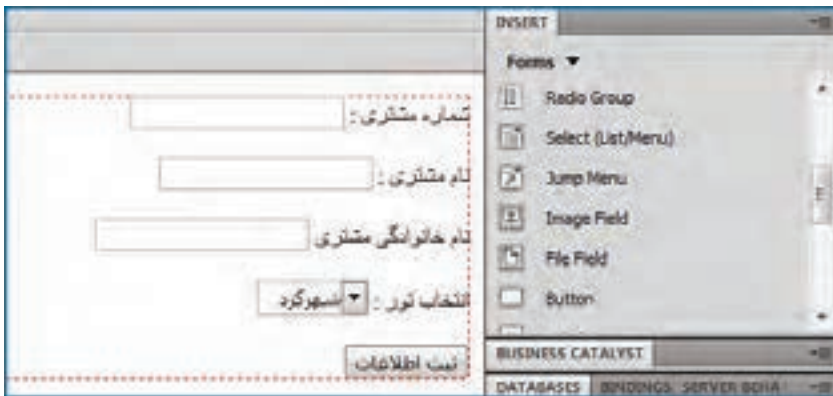 INSERT
Forms
Radio Group
Select (List/Menu)
Jump Menu
Image Field
File Field
Button
BUSINESS CATALYST
DATABASES BINDINGS SERVER BEHA
شماره مشتری :
نام مشتری :
نام خانوادگی مشتری
انتخاب تور : شهرکرد
ثبت اطلاعات